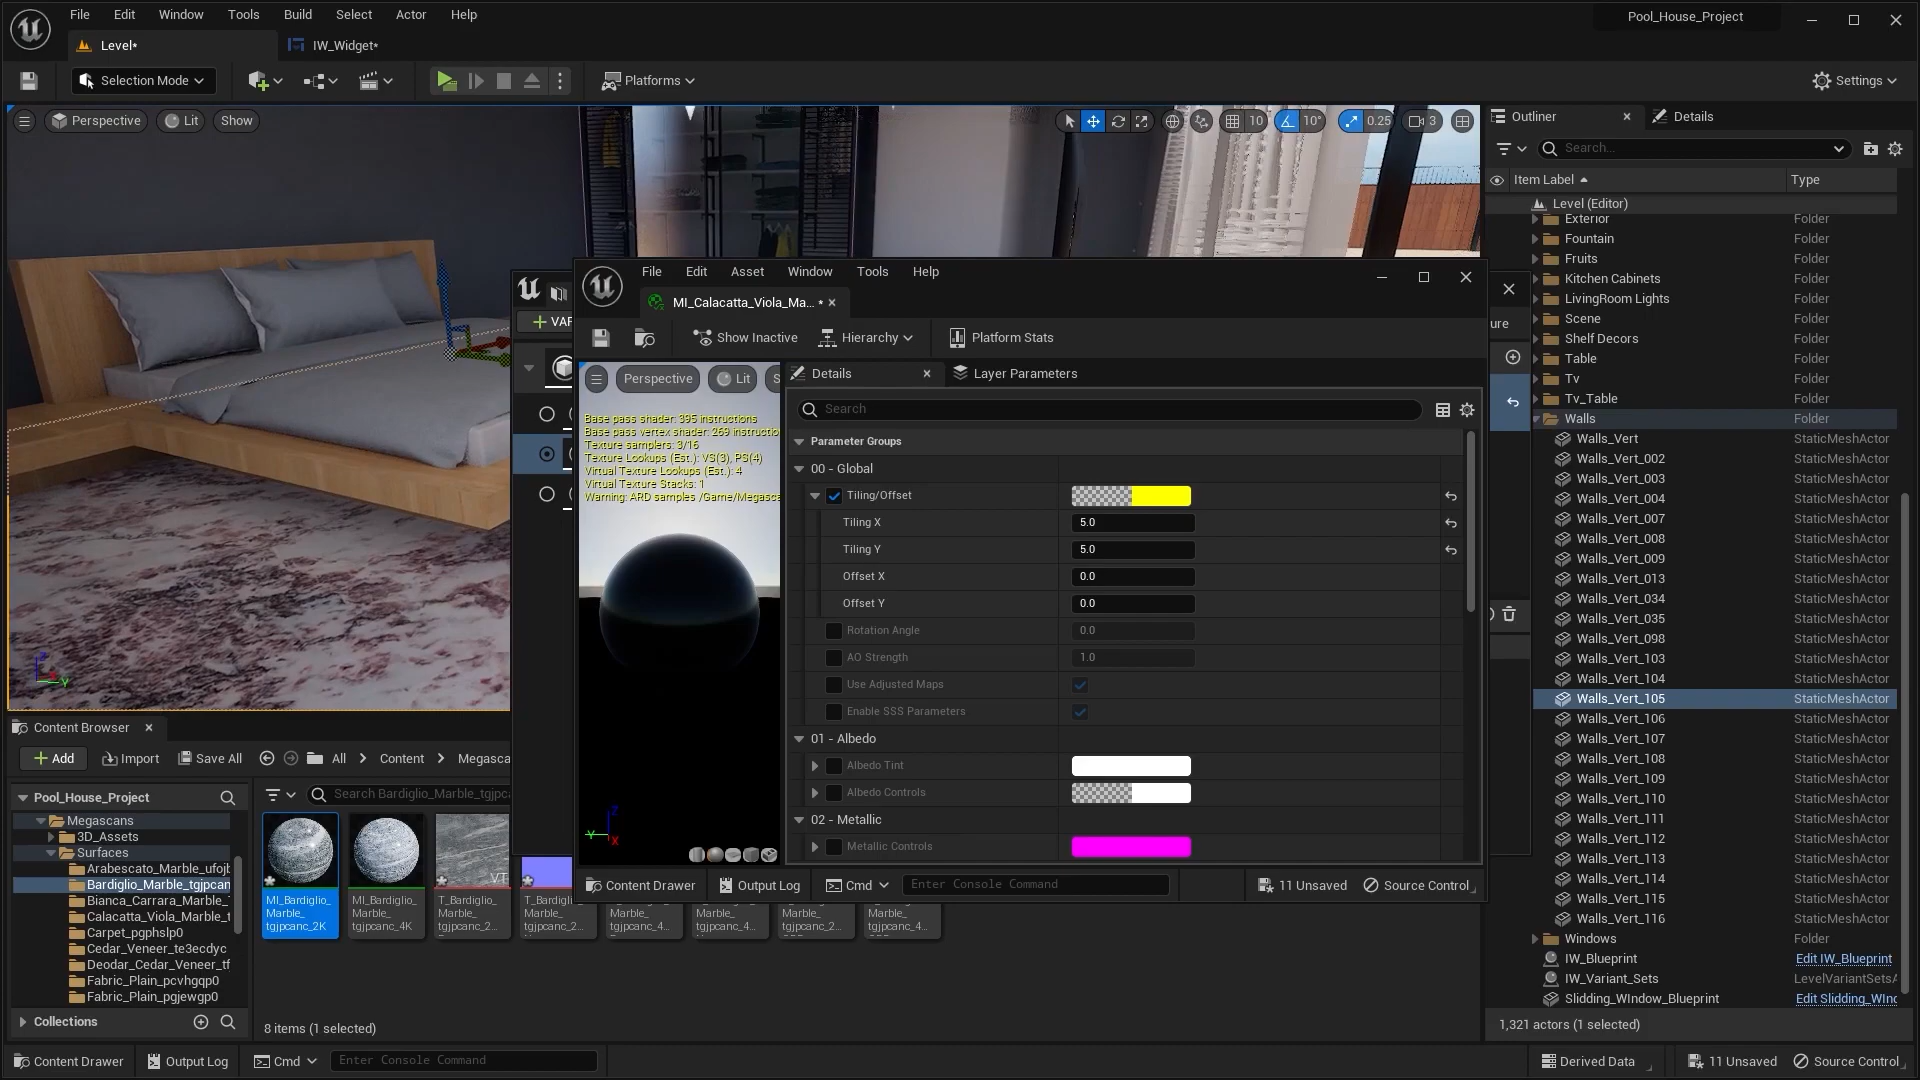 File Edit Window Tools Build Select Actor Help
Pool_House_Project
Level*
IW_Widget*
Selection Mode
Platforms
Settings
Perspective
Lit
Show
10
10°
0.25
3
Outliner
Details
Search...
Item Label
Type
Level (Editor)
Exterior Folder
Fountain Folder
Fruits Folder
Kitchen Cabinets Folder
LivingRoom Lights Folder
Scene Folder
Shelf Decors Folder
Table Folder
Tv Folder
Tv_Table Folder
Walls Folder
Walls_Vert StaticMeshActor
Walls_Vert_002 StaticMeshActor
Walls_Vert_003 StaticMeshActor
Walls_Vert_004 StaticMeshActor
Walls_Vert_007 StaticMeshActor
Walls_Vert_008 StaticMeshActor
Walls_Vert_009 StaticMeshActor
Walls_Vert_013 StaticMeshActor
Walls_Vert_034 StaticMeshActor
Walls_Vert_035 StaticMeshActor
Walls_Vert_098 StaticMeshActor
Walls_Vert_103 StaticMeshActor
Walls_Vert_104 StaticMeshActor
Walls_Vert_105 StaticMeshActor
Walls_Vert_106 StaticMeshActor
Walls_Vert_107 StaticMeshActor
Walls_Vert_108 StaticMeshActor
Walls_Vert_109 StaticMeshActor
Walls_Vert_110 StaticMeshActor
Walls_Vert_111 StaticMeshActor
Walls_Vert_112 StaticMeshActor
Walls_Vert_113 StaticMeshActor
Walls_Vert_114 StaticMeshActor
Walls_Vert_115 StaticMeshActor
Walls_Vert_116 StaticMeshActor
Windows Folder
IW_Blueprint Edit IW_Blueprint
IW_Variant_Sets LevelVariantSetsA
Slidding_WIndow_Blueprint Edit Slidding_WInd
1,321 actors (1 selected)
VAR
ure
File Edit Asset Window Tools Help
MI_Calacatta_Viola_Ma... *
Show Inactive
Hierarchy
Platform Stats
Perspective
Lit
S
Base pass shader: 395 instructions
Base pass vertex shader: 269 instructio
Texture samplers: 3/16
Texture Lookups (Est.): VS(3), PS(4)
Virtual Texture Lookups (Est.): 4
Virtual Texture Stacks: 1
Warning: ARD samples /Game/Megasca
Details
Layer Parameters
Search
Parameter Groups
00 - Global
Tiling/Offset
Tiling X 5.0
Tiling Y 5.0
Offset X 0.0
Offset Y 0.0
Rotation Angle 0.0
AO Strength 1.0
Use Adjusted Maps
Enable SSS Parameters
01 - Albedo
Albedo Tint
Albedo Controls
02 - Metallic
Metallic Controls
Content Drawer
Output Log
Cmd
Enter Console Command
11 Unsaved
Source Control
Content Browser
Add
Import
Save All
All
Content
Megasca
Pool_House_Project
Search Bardiglio_Marble_tgjpc
Megascans
3D_Assets
Surfaces
Arabescato_Marble_ufojb
Bardiglio_Marble_tgjpcan
Bianca_Carrara_Marble_
Calacatta_Viola_Marble_t
Carpet_pgphslp0
Cedar_Veneer_te3ecdyc
Deodar_Cedar_Veneer_tf
Fabric_Plain_pcvhgqp0
Fabric_Plain_pgjewgp0
Collections
VT
MI_Bardiglio_
Marble_
tgjpcanc_2K
MI_Bardiglio_
Marble_
tgjpcanc_4K
T_Bardiglio_
Marble_
tgjpcanc_2...
T_Bardiglio_
Marble_
tgjpcanc_2...
Marble_
tgjpcanc_4...
Marble_
tgjpcanc_4...
Marble_
tgjpcanc_4...
Marble_
tgjpcanc_4...
8 items (1 selected)
Content Drawer
Output Log
Cmd
Enter Console Command
Derived Data
11 Unsaved
Source Control